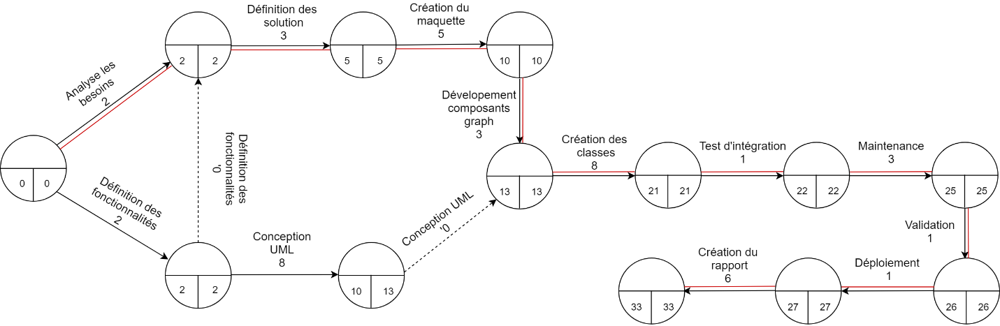 Définition des
solution
3
Création du
maquette
5
2 2
5 5
10 10
Analyse les
besoins
2
Dévelopement
composants
graph
3
Définition des
fonctionnalités
'0
0 0
Définition des
fonctionnalités
2
Création des
classes
8
Test d'intégration
1
Maintenance
3
13 13
21 21
22 22
25 25
Conception UML
'0
Conception
UML
8
2 2
10 13
Validation
1
Création du
rapport
6
Déploiement
1
33 33
27 27
26 26